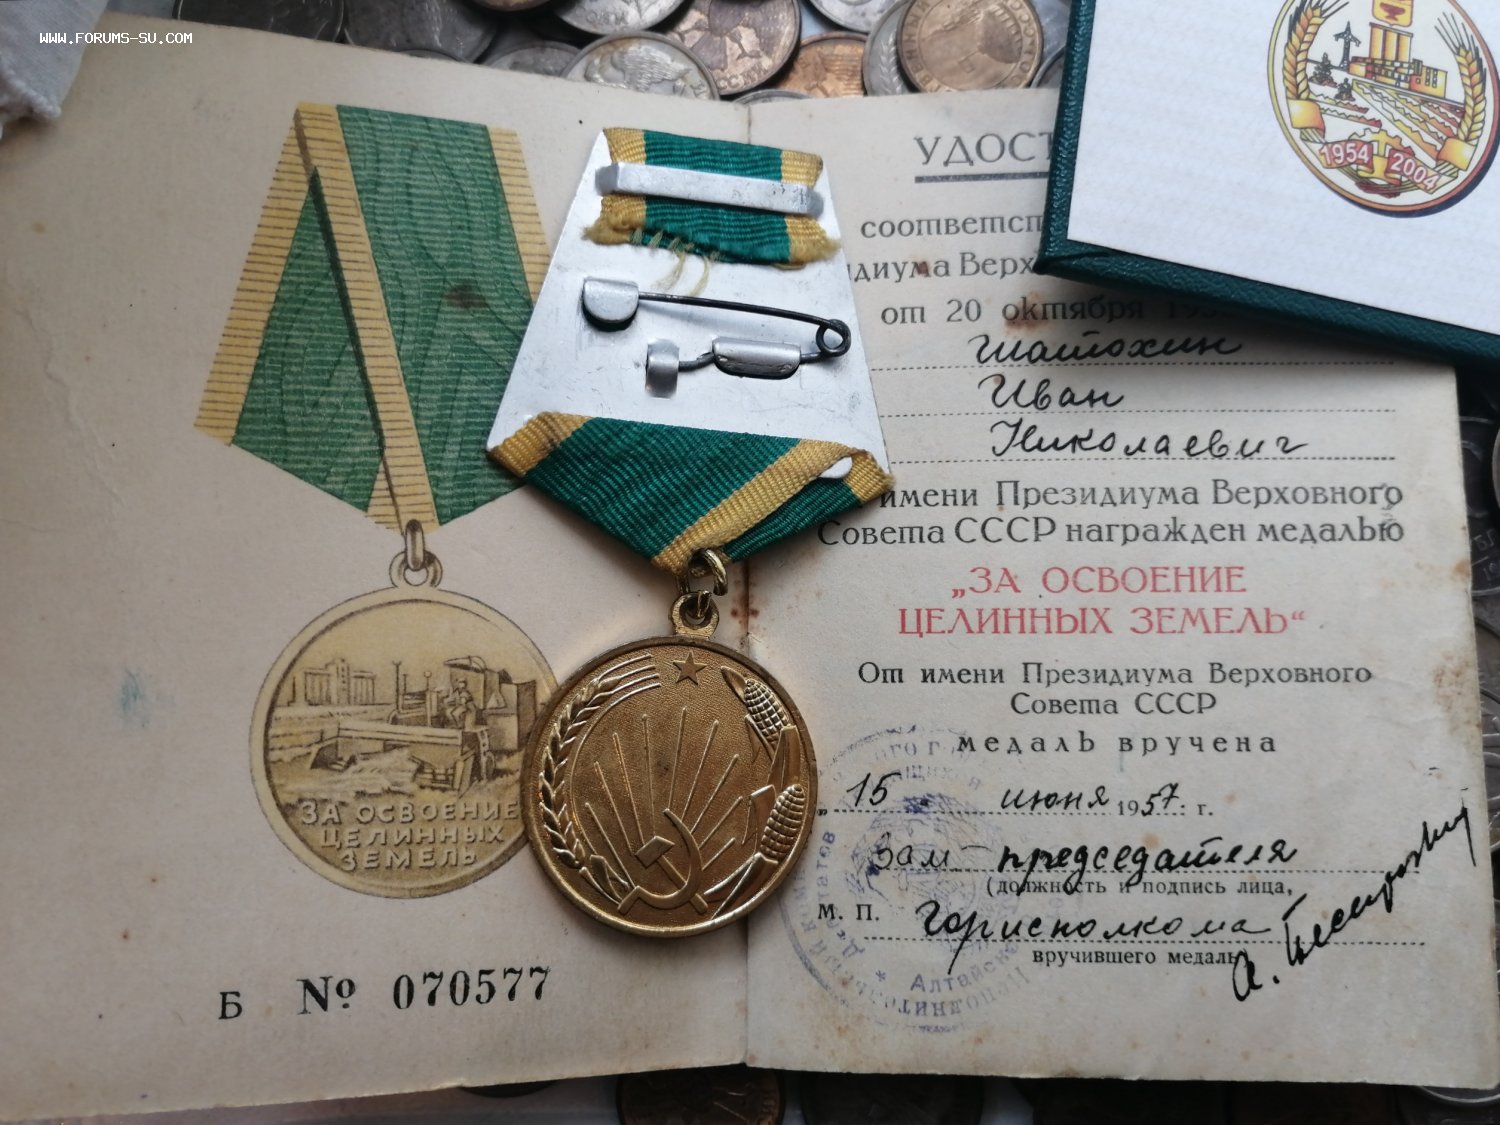 WWW.FORUMS-SU.COM
1954 2004
ЗА ОСВОЕНИЕ
ЦЕЛИННЫХ
ЗЕМЕЛЬ
Б № 070577
УДОСТ
соответст
идиума Верх
от 20 октября 195
Шатохин
Иван
Николаевич
имени Президиума Верховного
Совета СССР награжден медалью
„ЗА ОСВОЕНИЕ
ЦЕЛИННЫХ ЗЕМЕЛЬ“
От имени Президиума Верховного
Совета СССР
медаль вручена
„15 июня 1957. г.
Зам-председателя
(должность и подпись лица,
М. П. Горисполкома
вручившего медаль
* Алтайск